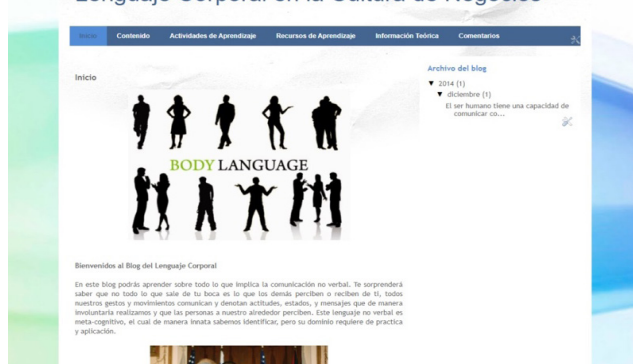 Lenguaje Corporal en la Cultura de Negocios
Inicio Contenido Actividades de Aprendizaje Recursos de Aprendizaje Información Teórica Comentarios
Inicio
BODY LANGUAGE
Bienvenidos al Blog del Lenguaje Corporal
En este blog podrás aprender sobre todo lo que implica la comunicación no verbal. Te sorprenderá
saber que no todo lo que sale de tu boca es lo que los demás perciben o reciben de ti, todos
nuestros gestos y movimientos comunican y denotan actitudes, estados, y mensajes que de manera
involuntaria realizamos y que las personas a nuestro alrededor perciben. Este lenguaje no verbal es
meta-cognitivo, el cual de manera innata sabemos identificar, pero su dominio requiere de practica
y aplicación.
Archivo del blog
▼ 2014 (1)
▼ diciembre (1)
El ser humano tiene una capacidad de
comunicar co...